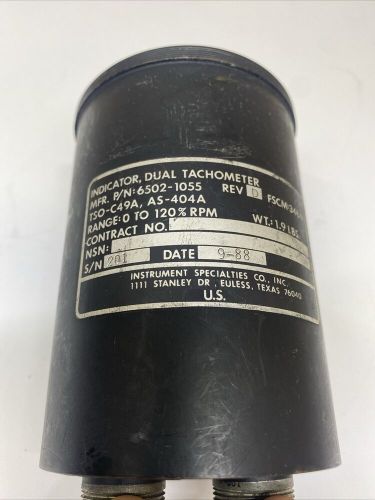 INDICATOR, DUAL TACHOMETER
MFR. P/N: 6502-1055 REV D FSCM:
TSO-C49A, AS-404A
RANGE: 0 TO 120% RPM WT.: 1.9 LBS.
CONTRACT NO.
NSN:
S/N 201 DATE 9-88
INSTRUMENT SPECIALTIES CO., INC.
1111 STANLEY DR. EULESS, TEXAS 76040
U.S.